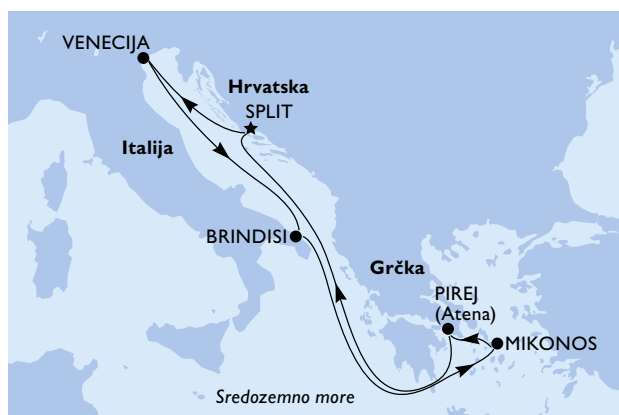 VENECIJA
Hrvatska
SPLIT
Italija
BRINDISI
Grčka
PIREJ
(Atena)
MIKONOS
Sredozemno more